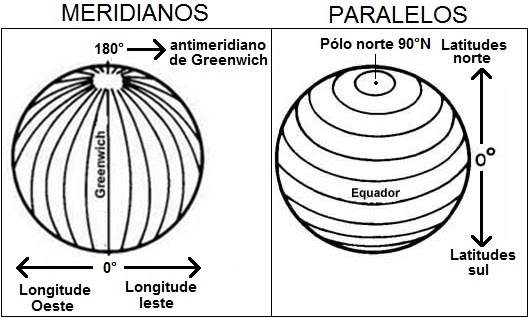 MERIDIANOS
180° antimeridiano
de Greenwich
Greenwich
0°
Longitude
Oeste
Longitude
leste
PARALELOS
Pólo norte 90°N
Latitudes
norte
0°
Equador
Latitudes
sul